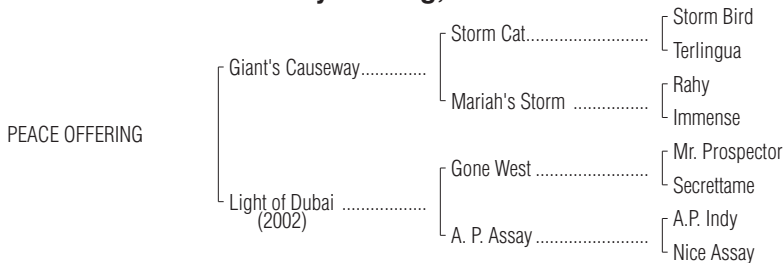 Storm Bird
Storm Cat..............................
Terlingua
Giant's Causeway..............
Rahy
Mariah's Storm ................
Immense
PEACE OFFERING
Mr. Prospector
Gone West ........................
Secrettame
Light of Dubai ..................
(2002)
A.P. Indy
A. P. Assay........................
Nice Assay